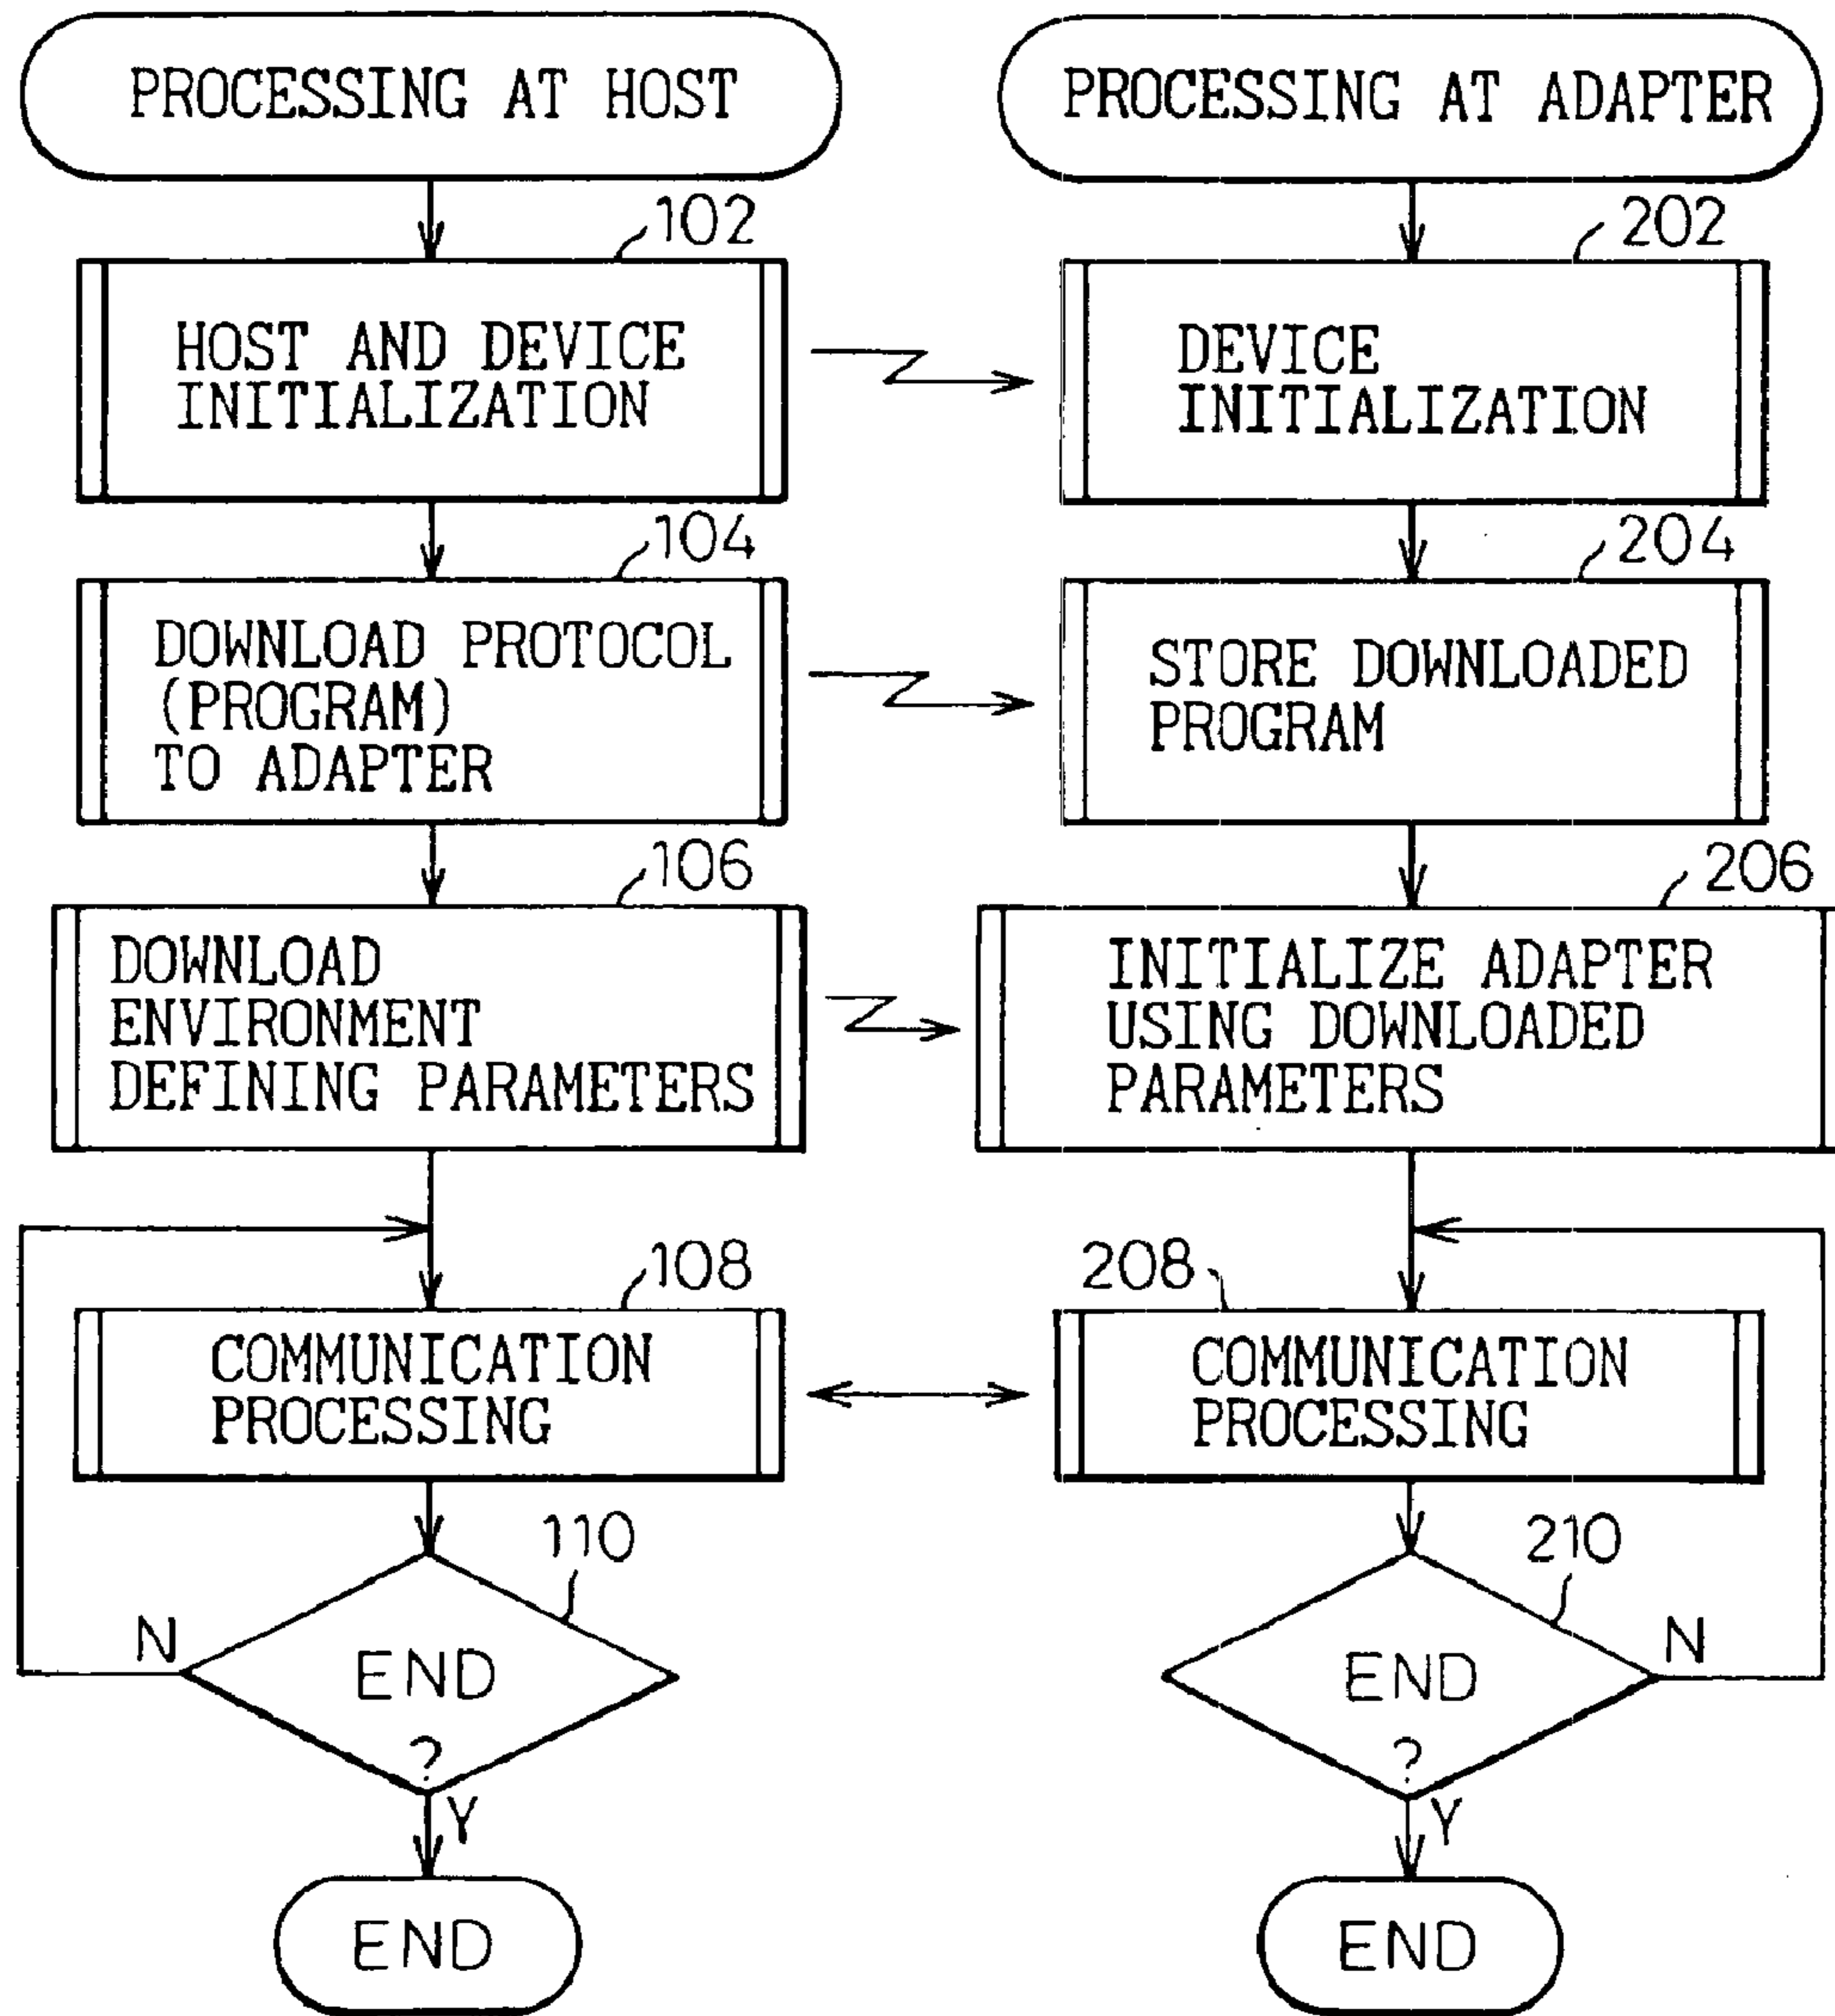 PROCESSING AT HOST
102
HOST AND DEVICE
INITIALIZATION
104
DOWNLOAD PROTOCOL
(PROGRAM)
TO ADAPTER
106
DOWNLOAD
ENVIRONMENT
DEFINING PARAMETERS
108
COMMUNICATION
PROCESSING
110
N
END
?
Y
END
PROCESSING AT ADAPTER
202
DEVICE
INITIALIZATION
204
STORE DOWNLOADED
PROGRAM
206
INITIALIZE ADAPTER
USING DOWNLOADED
PARAMETERS
208
COMMUNICATION
PROCESSING
210
N
END
?
Y
END